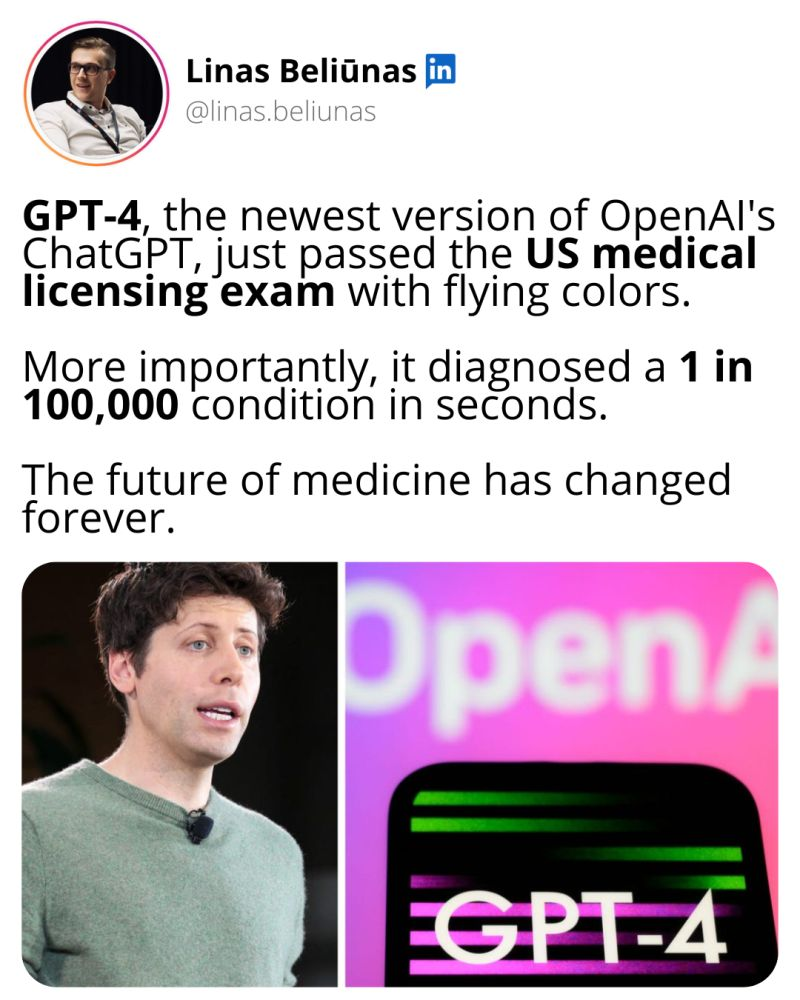 Linas Beliūnas in
@linas.beliunas
GPT-4, the newest version of OpenAI's
ChatGPT, just passed the US medical
licensing exam with flying colors.
More importantly, it diagnosed a 1 in
100,000 condition in seconds.
The future of medicine has changed
forever.
OpenA
GPT-4